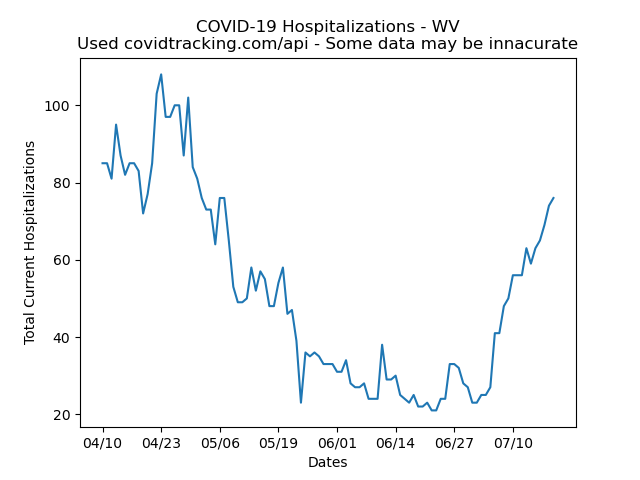 COVID-19 Hospitalizations - WV
Used covidtracking.com/api - Some data may be innacurate
Total Current Hospitalizations
100
80
60
40
20
04/10 04/23 05/06 05/19 06/01 06/14 06/27 07/10
Dates